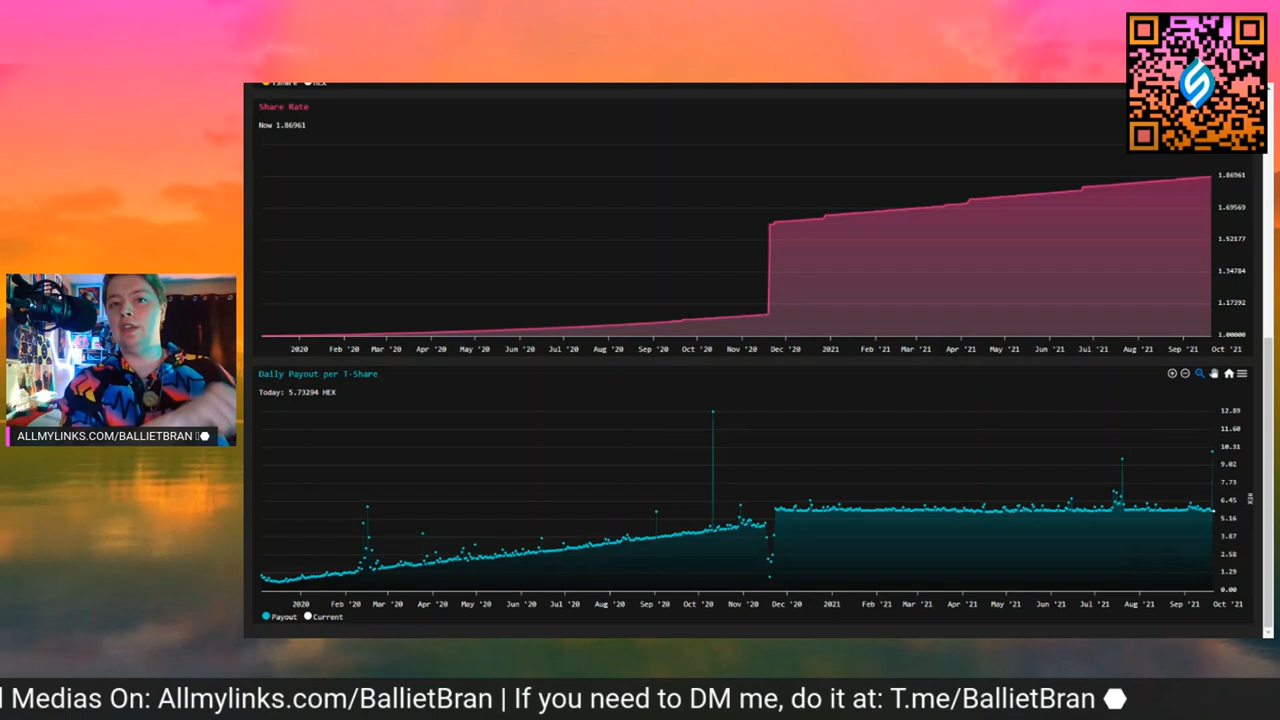 Share Rate
Now 1.86961
1.86961
1.69569
1.52177
1.34784
1.17392
1.00000
2020 Feb '20 Mar '20 Apr '20 May '20 Jun '20 Jul '20 Aug '20 Sep '20 Oct '20 Nov '20 Dec '20 2021 Feb '21 Mar '21 Apr '21 May '21 Jun '21 Jul '21 Aug '21 Sep '21 Oct '21
Daily Payout per T-Share
Today: 5.73294 HEX
12.89
11.60
10.31
9.02
7.73
6.45
HEX
5.16
3.87
2.58
1.29
0.00
2020 Feb '20 Mar '20 Apr '20 May '20 Jun '20 Jul '20 Aug '20 Sep '20 Oct '20 Nov '20 Dec '20 2021 Feb '21 Mar '21 Apr '21 May '21 Jun '21 Jul '21 Aug '21 Sep '21 Oct '21
Payout Current
ALLMYLINKS.COM/BALLIETBRAN
Medias On: Allmylinks.com/BallietBran | If you need to DM me, do it at: T.me/BallietBran